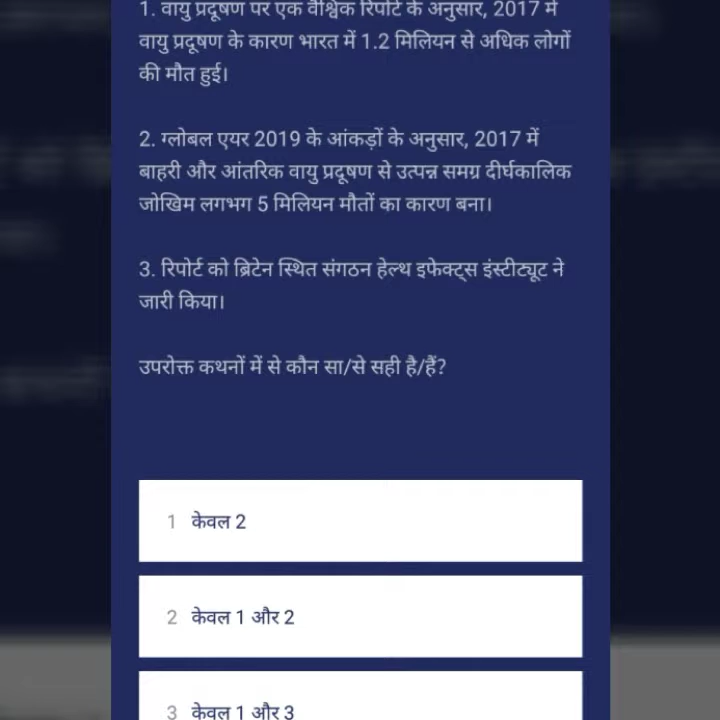 1. वायु प्रदूषण पर एक वैश्विक रिपोर्ट के अनुसार, 2017 में
वायु प्रदूषण के कारण भारत में 1.2 मिलियन से अधिक लोगों
की मौत हुई।
2. ग्लोबल एयर 2019 के आंकड़ों के अनुसार, 2017 में
बाहरी और आंतरिक वायु प्रदूषण से उत्पन्न समग्र दीर्घकालिक
जोखिम लगभग 5 मिलियन मौतों का कारण बना।
3. रिपोर्ट को ब्रिटेन स्थित संगठन हेल्थ इफेक्ट्स इंस्टीट्यूट ने
जारी किया।
उपरोक्त कथनों में से कौन सा/से सही है/हैं?
1 केवल 2
2 केवल 1 और 2
3 केवल 1 और 3